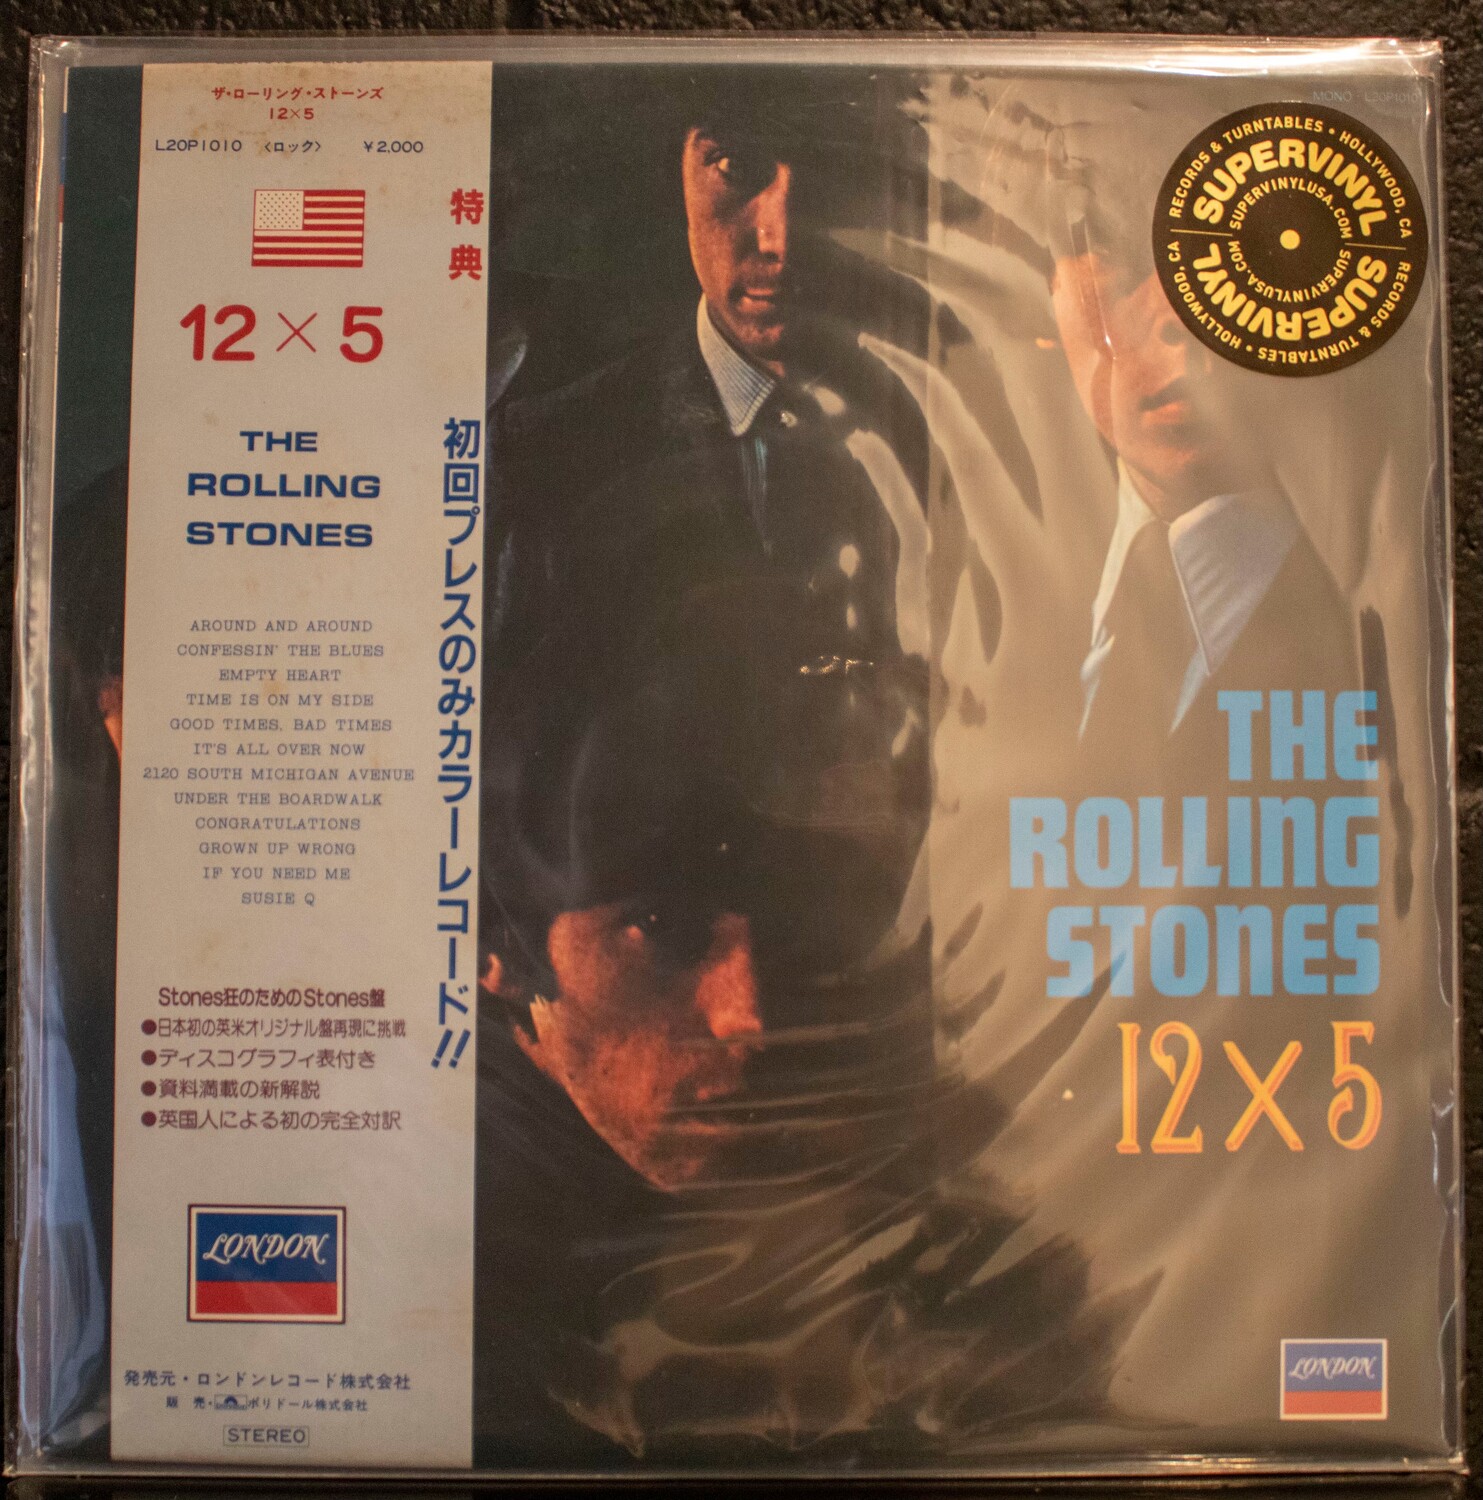 ザ・ローリング・ストーンズ
12×5
L20P1010 〈ロック〉 ¥2,000
12×5
THE
ROLLING
STONES
AROUND AND AROUND
CONFESSIN' THE BLUES
EMPTY HEART
TIME IS ON MY SIDE
GOOD TIMES, BAD TIMES
IT'S ALL OVER NOW
2120 SOUTH MICHIGAN AVENUE
UNDER THE BOARDWALK
CONGRATULATIONS
GROWN UP WRONG
IF YOU NEED ME
SUSIE Q
Stones狂のためのStones盤
●日本初の英米オリジナル盤再現に挑戦
●ディスコグラフィ表付き
●資料満載の新解説
●英国人による初の完全対訳
LONDON
発売元・ロンドンレコード株式会社
販 売・ポリドール株式会社
STEREO
特典
初回プレスのみカラーレコード!!
MONO L20P1010
RECORDS & TURNTABLES • HOLLYWOOD, CA
SUPERVINYL
SUPERVINYLUSA.COM
RECORDS & TURNTABLES • HOLLYWOOD, CA
SUPERVINYL
SUPERVINYLUSA.COM
THE
ROLLING
STONES
12×5
LONDON